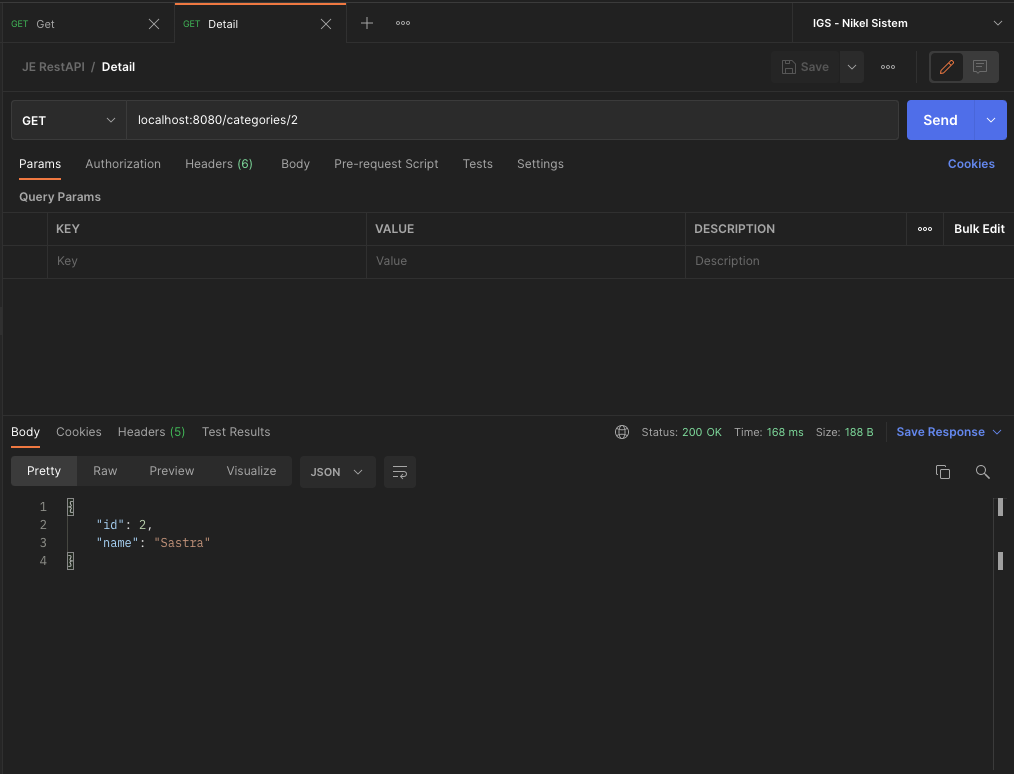 GET Get
GET Detail
IGS - Nikel Sistem
JE RestAPI / Detail
Save
GET
localhost:8080/categories/2
Send
Params Authorization Headers (6) Body Pre-request Script Tests Settings Cookies
Query Params
KEY VALUE DESCRIPTION Bulk Edit
Key Value Description
Body Cookies Headers (5) Test Results Status: 200 OK Time: 168 ms Size: 188 B Save Response
Pretty Raw Preview Visualize JSON
1 {
2 "id": 2,
3 "name": "Sastra"
4 }